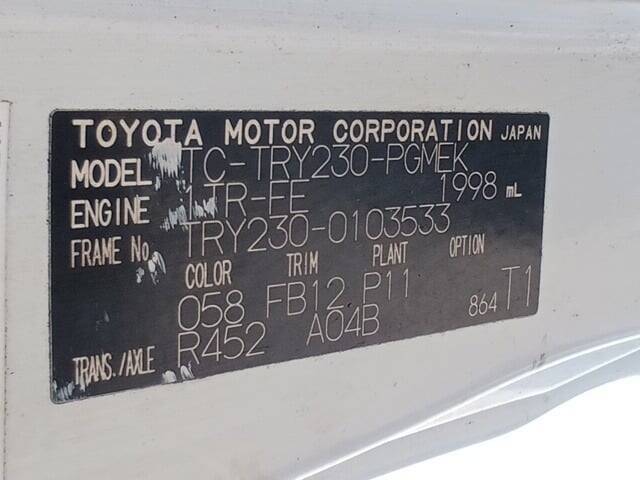 TOYOTA MOTOR CORPORATION JAPAN
MODEL TC-TRY230-PGMEK
ENGINE 1TR-FE 1998 mL
FRAME No. TRY230-0103533
COLOR TRIM PLANT OPTION
058 FB12 P11 864 T1
TRANS./AXLE R452 A04B